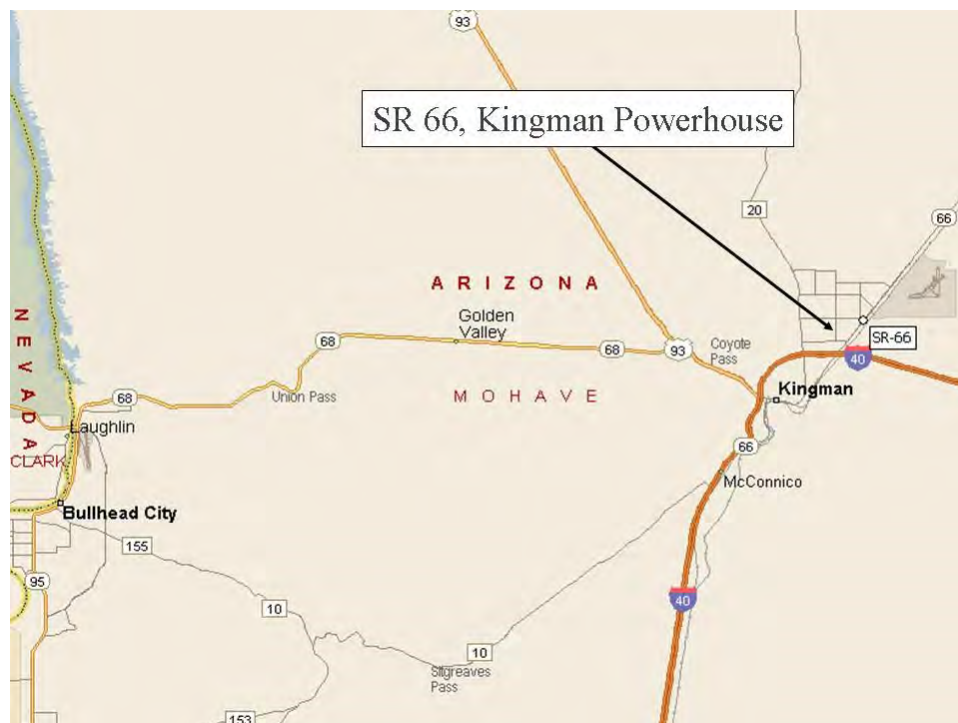 93
SR 66, Kingman Powerhouse
20
66
ARIZONA
NEVADA
Golden
Valley
68
68
93
Coyote
Pass
SR-66
40
Union Pass
MOHAVE
Kingman
68
Laughlin
66
CLARK
McConnico
Bullhead City
155
95
40
10
10
Sitgreaves
Pass
153